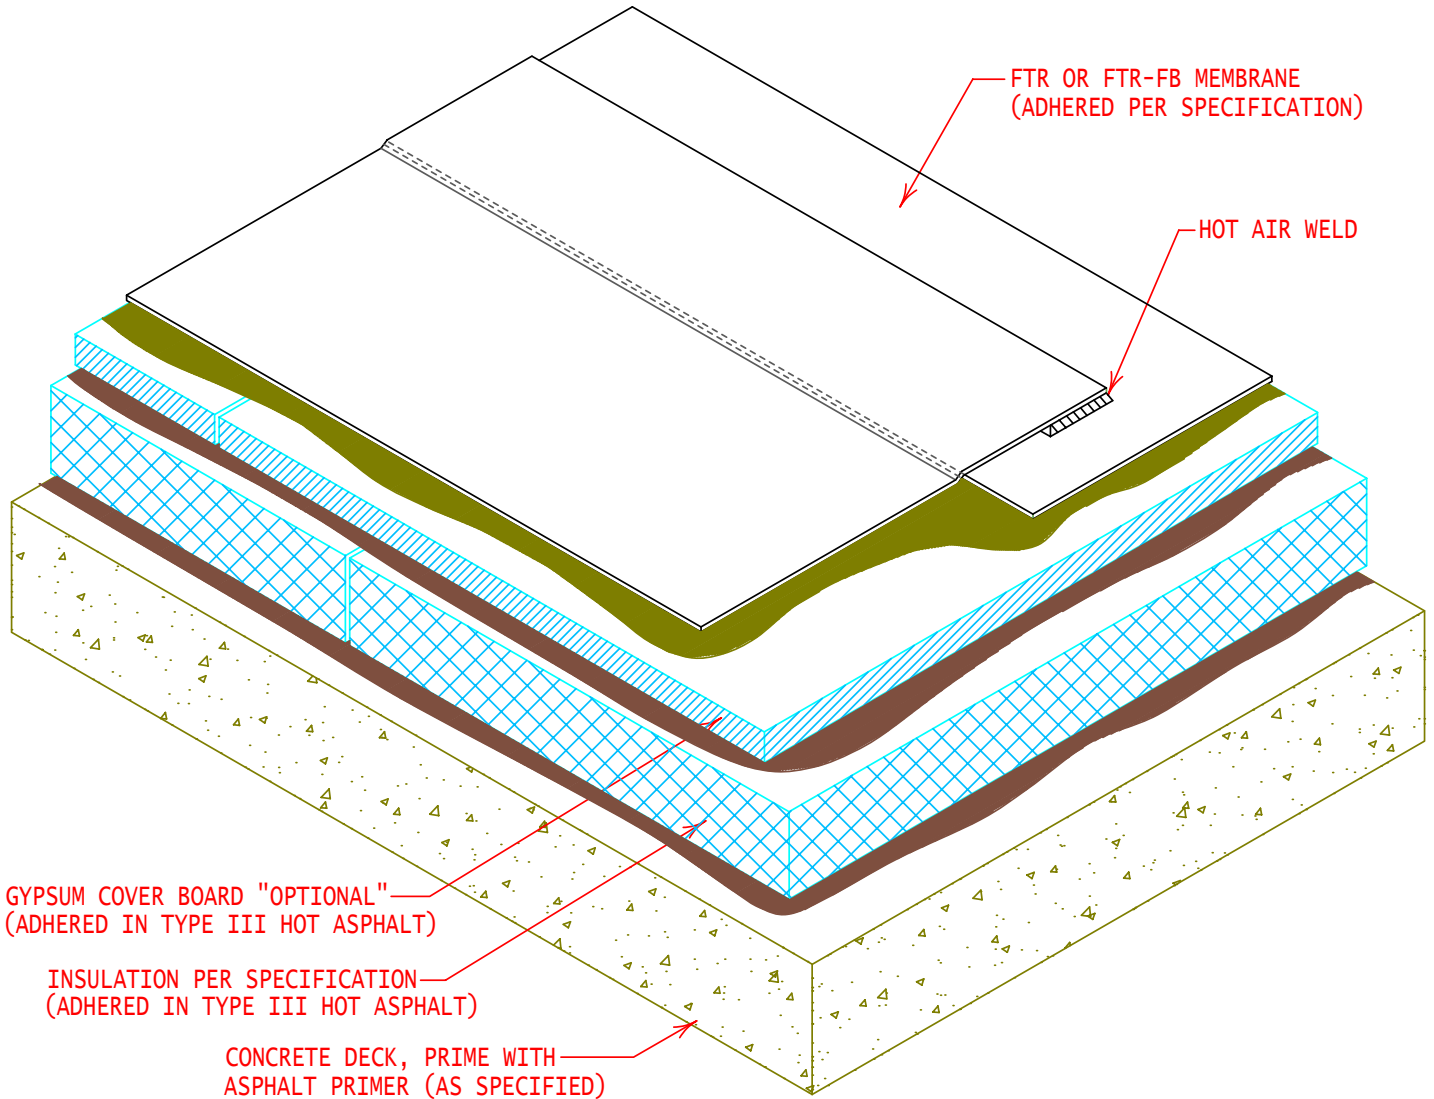 FTR OR FTR-FB MEMBRANE
(ADHERED PER SPECIFICATION)
HOT AIR WELD
GYPSUM COVER BOARD "OPTIONAL"
(ADHERED IN TYPE III HOT ASPHALT)
INSULATION PER SPECIFICATION
(ADHERED IN TYPE III HOT ASPHALT)
CONCRETE DECK, PRIME WITH
ASPHALT PRIMER (AS SPECIFIED)